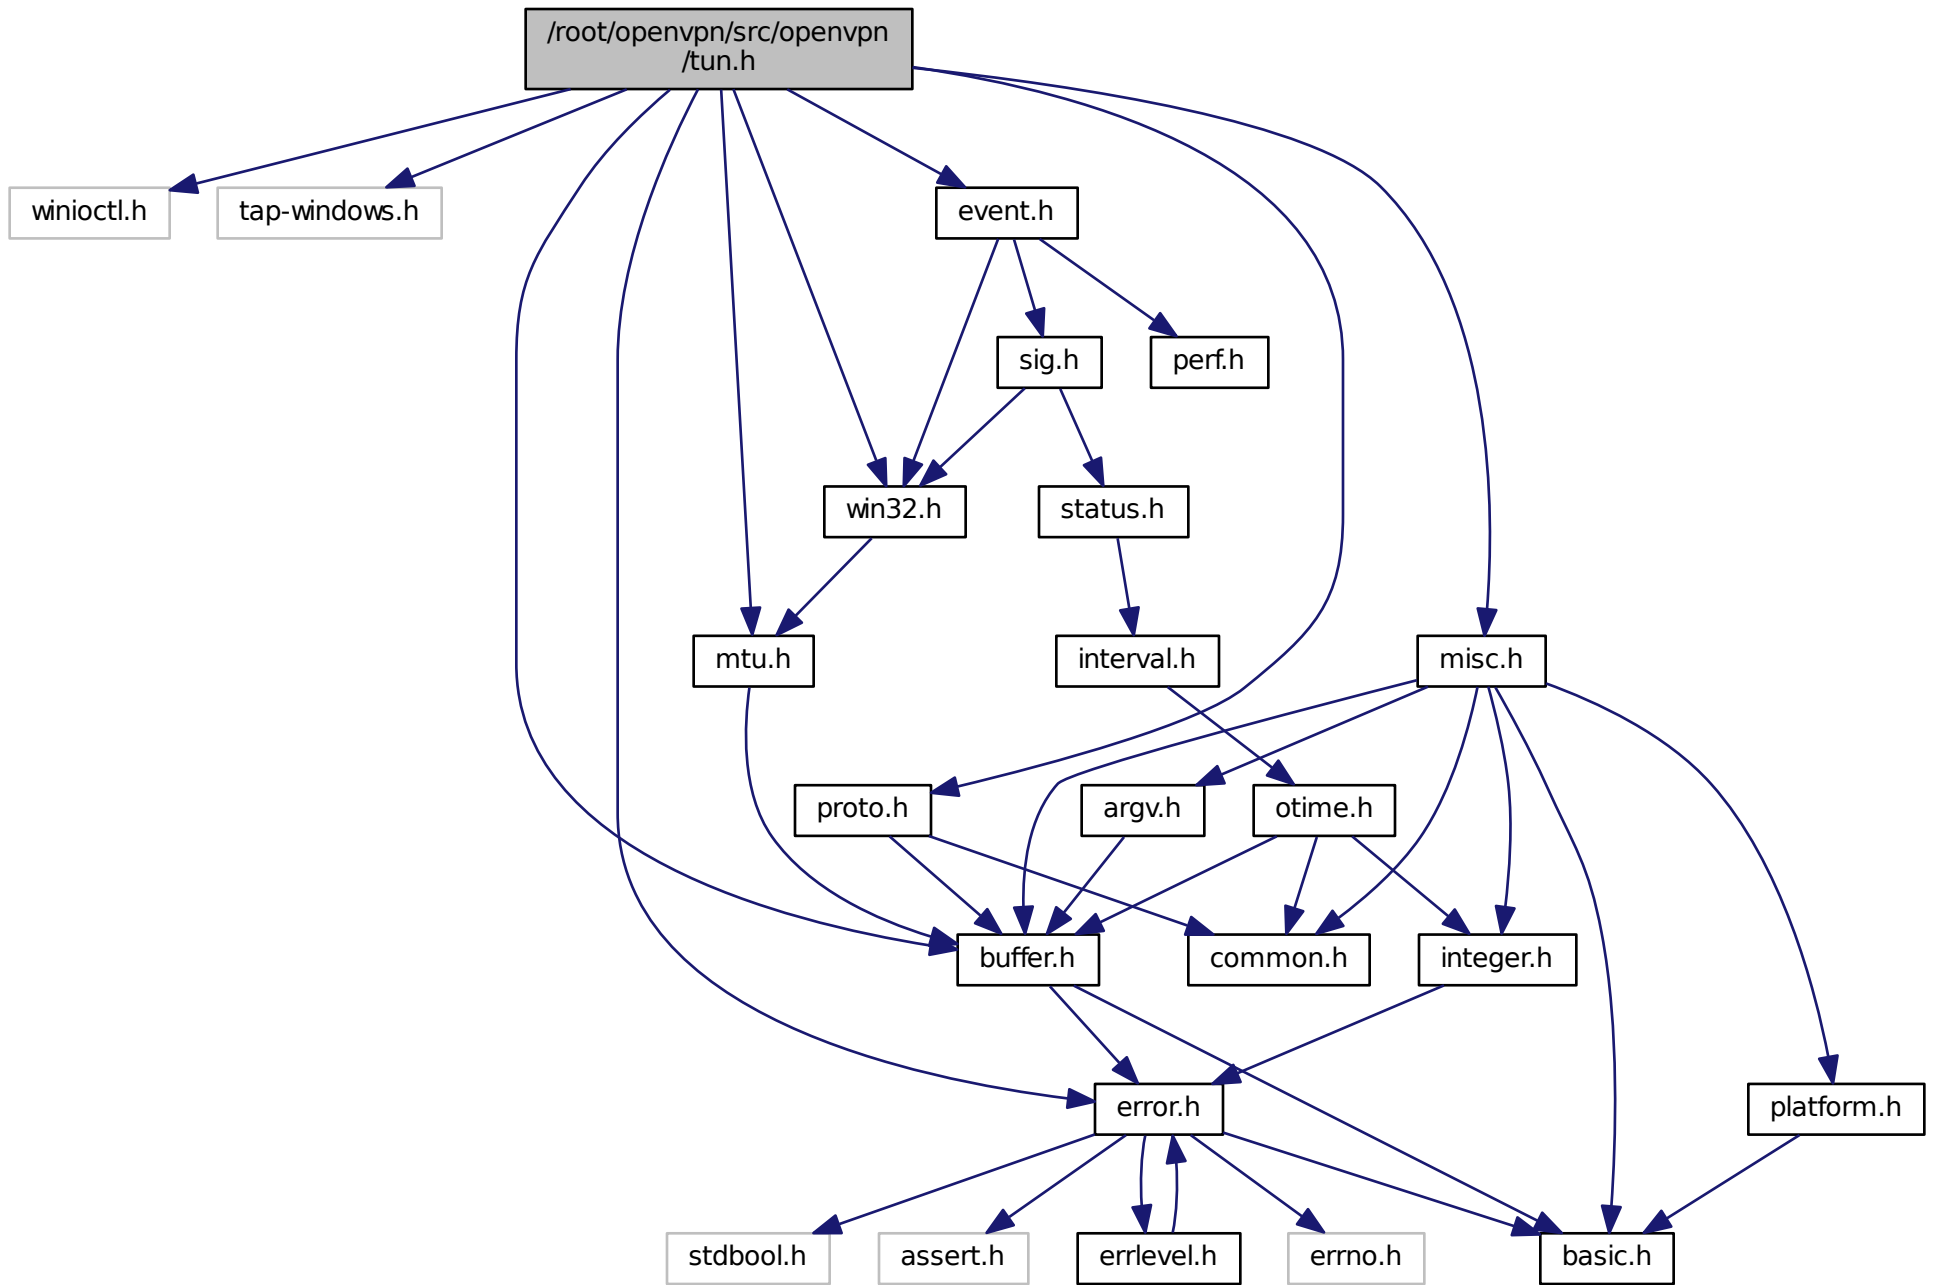 /root/openvpn/src/openvpn
/tun.h
winioctl.h
tap-windows.h
event.h
sig.h
perf.h
win32.h
status.h
mtu.h
interval.h
misc.h
proto.h
argv.h
otime.h
buffer.h
common.h
integer.h
error.h
platform.h
stdbool.h
assert.h
errlevel.h
errno.h
basic.h